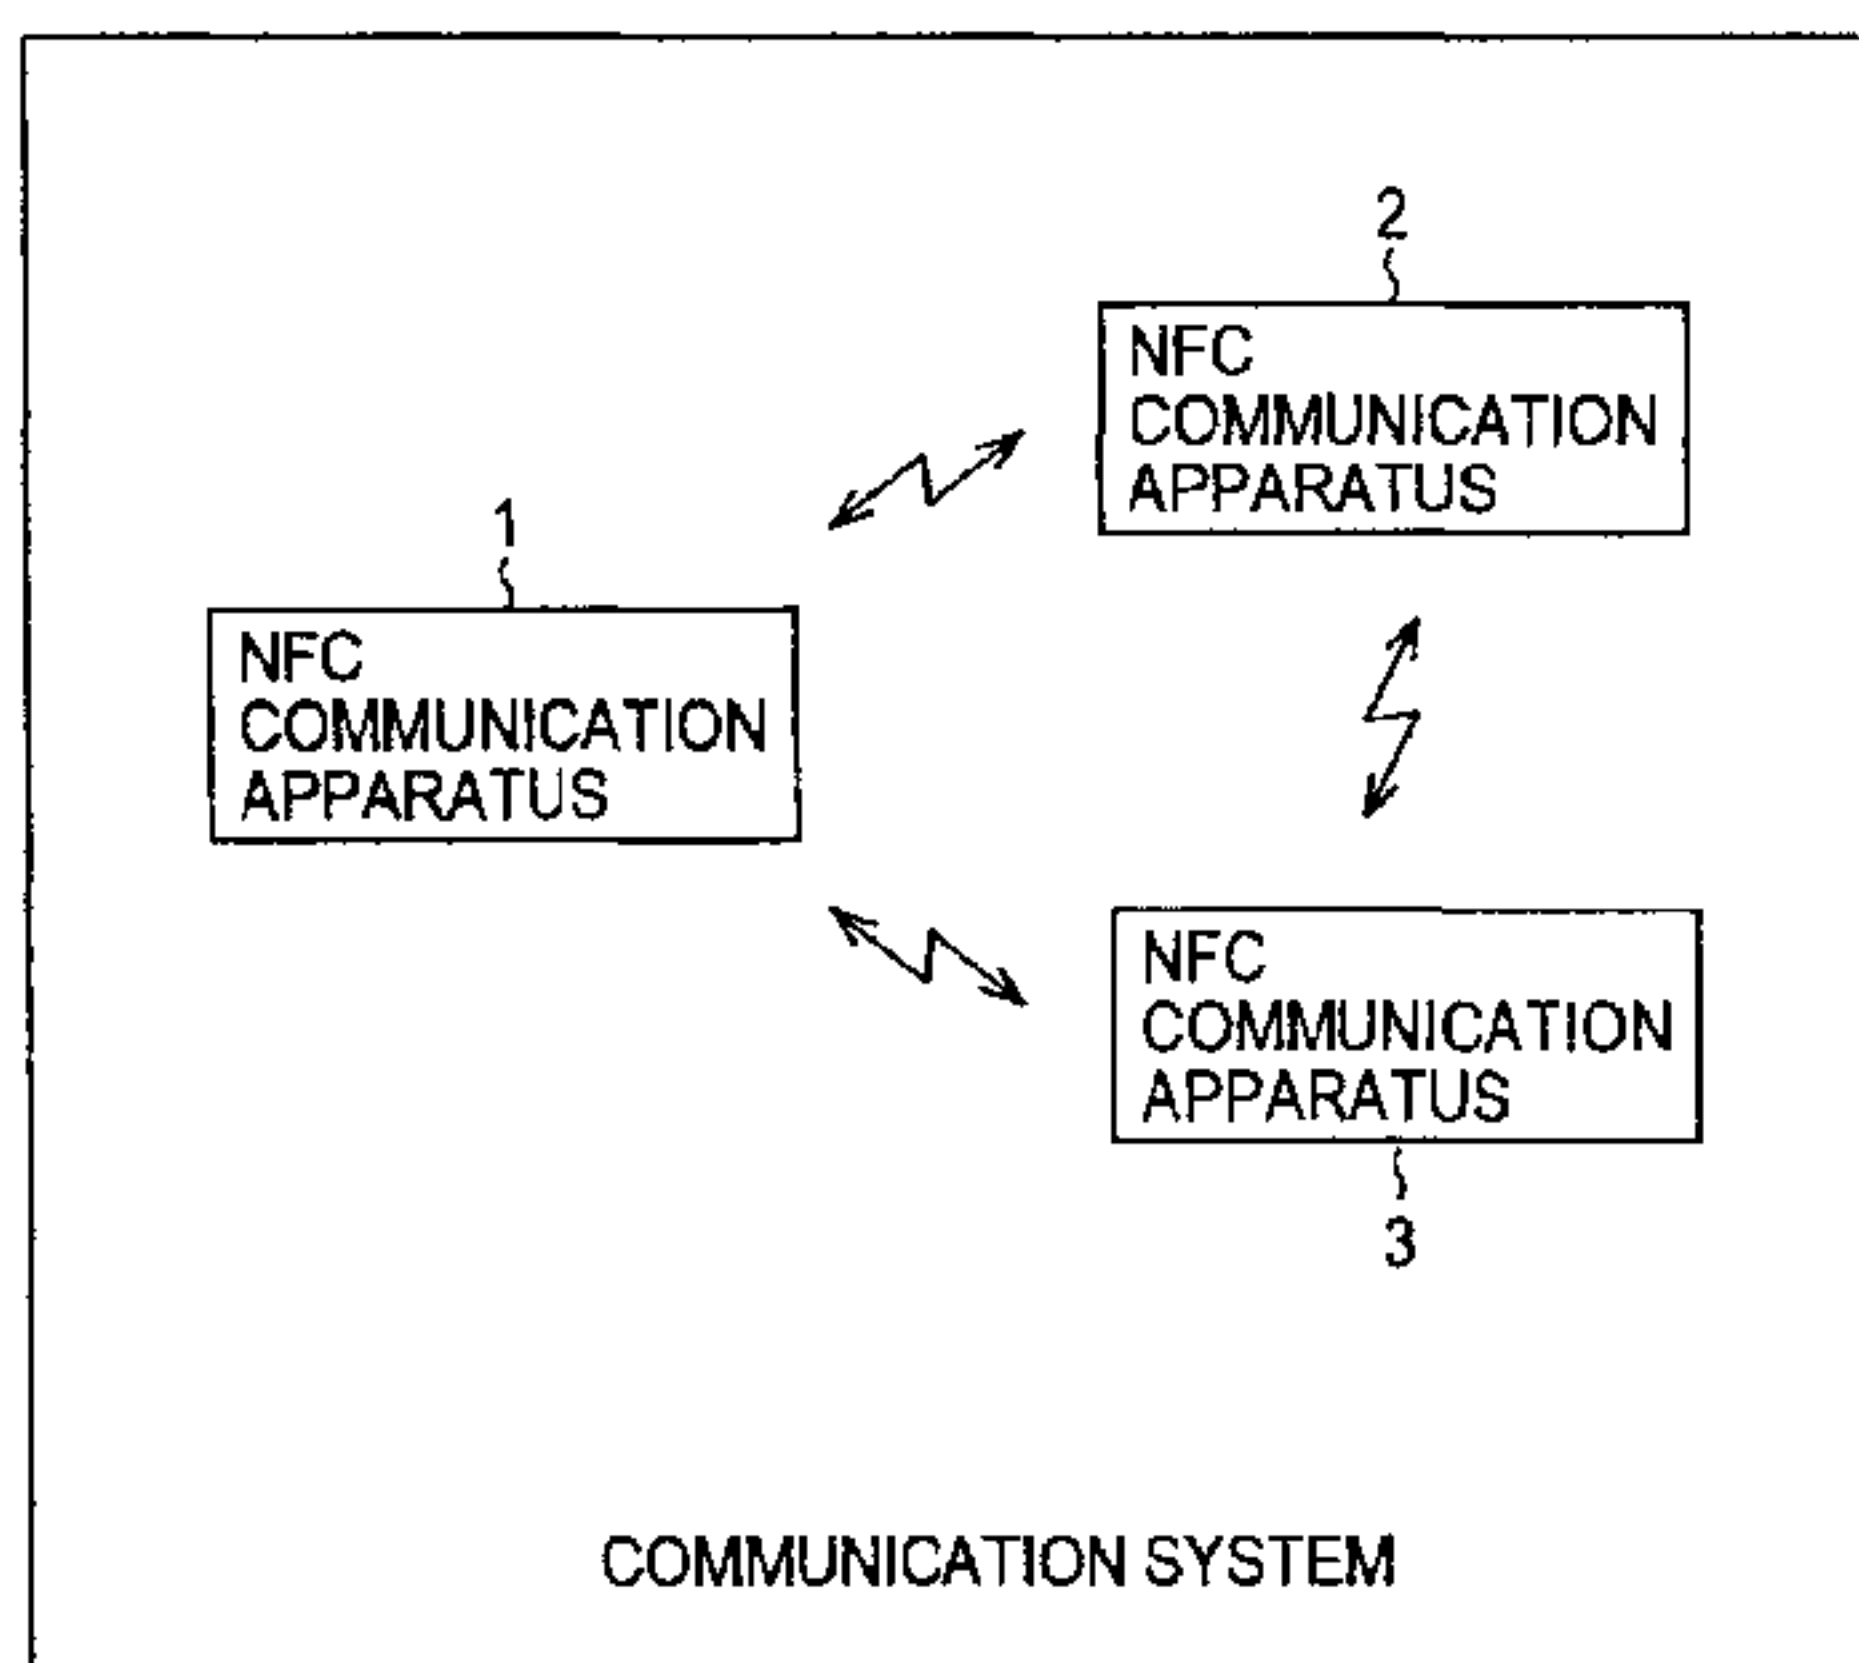 2
NFC
COMMUNICATION
APPARATUS
1
NFC
COMMUNICATION
APPARATUS
NFC
COMMUNICATION
APPARATUS
3
COMMUNICATION SYSTEM